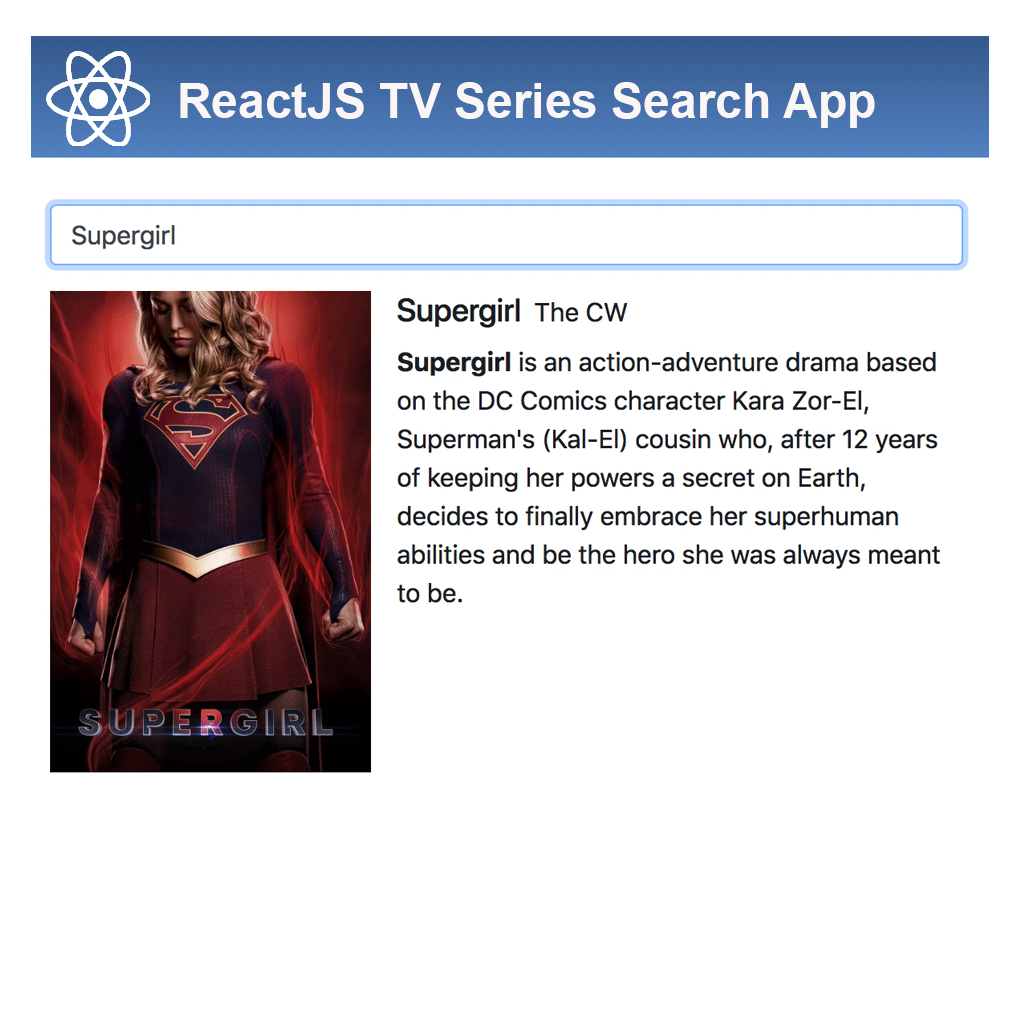 ReactJS TV Series Search App
Supergirl
Supergirl The CW
Supergirl is an action-adventure drama based
on the DC Comics character Kara Zor-El,
Superman's (Kal-El) cousin who, after 12 years
of keeping her powers a secret on Earth,
decides to finally embrace her superhuman
abilities and be the hero she was always meant
to be.
SUPERGIRL